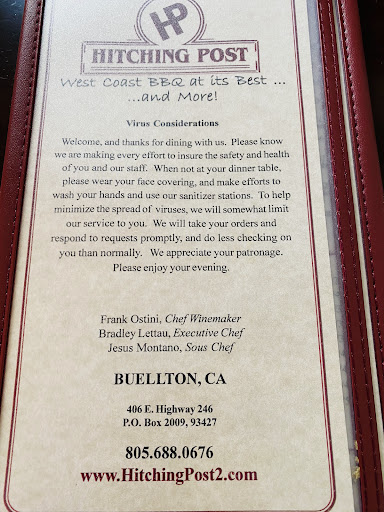 HP
HITCHING POST
West Coast BBQ at its Best ...
...and More!
Virus Considerations
Welcome, and thanks for dining with us. Please know
we are making every effort to insure the safety and health
of you and our staff. When not at your dinner table,
please wear your face covering, and make efforts to
wash your hands and use our sanitizer stations. To help
minimize the spread of viruses, we will somewhat limit
our service to you. We will take your orders and
respond to requests promptly, and do less checking on
you than normally. We appreciate your patronage.
Please enjoy your evening.
Frank Ostini, Chef Winemaker
Bradley Lettau, Executive Chef
Jesus Montano, Sous Chef
BUELLTON, CA
406 E. Highway 246
P.O. Box 2009, 93427
805.688.0676
www.HitchingPost2.com